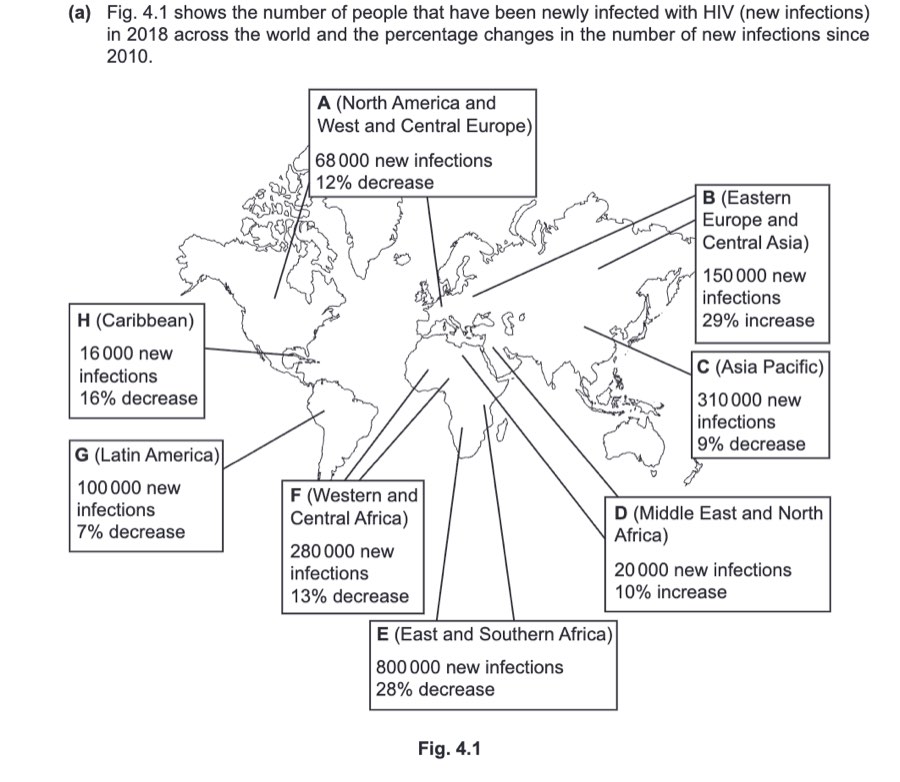 (a) Fig. 4.1 shows the number of people that have been newly infected with HIV (new infections)
in 2018 across the world and the percentage changes in the number of new infections since
2010.
A (North America and
West and Central Europe)
68 000 new infections
12% decrease
B (Eastern
Europe and
Central Asia)
150 000 new
infections
29% increase
H (Caribbean)
16 000 new
infections
16% decrease
C (Asia Pacific)
310 000 new
infections
9% decrease
G (Latin America)
100 000 new
infections
7% decrease
F (Western and
Central Africa)
280 000 new
infections
13% decrease
D (Middle East and North
Africa)
20 000 new infections
10% increase
E (East and Southern Africa)
800 000 new infections
28% decrease
Fig. 4.1